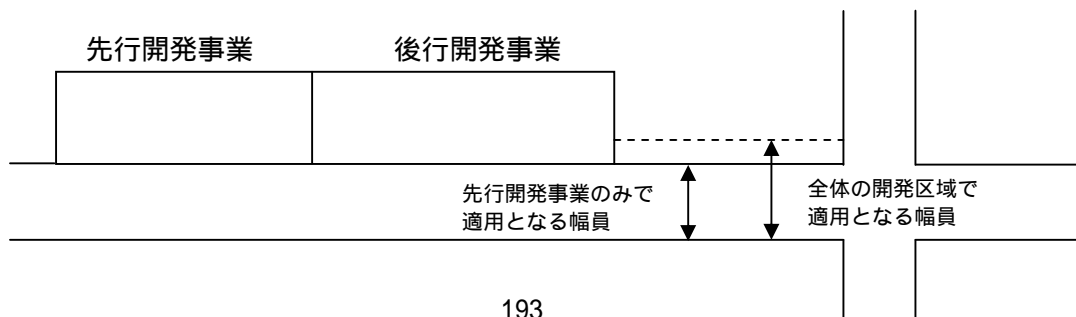 先行開発事業
後行開発事業
先行開発事業のみで
適用となる幅員
全体の開発区域で
適用となる幅員
193